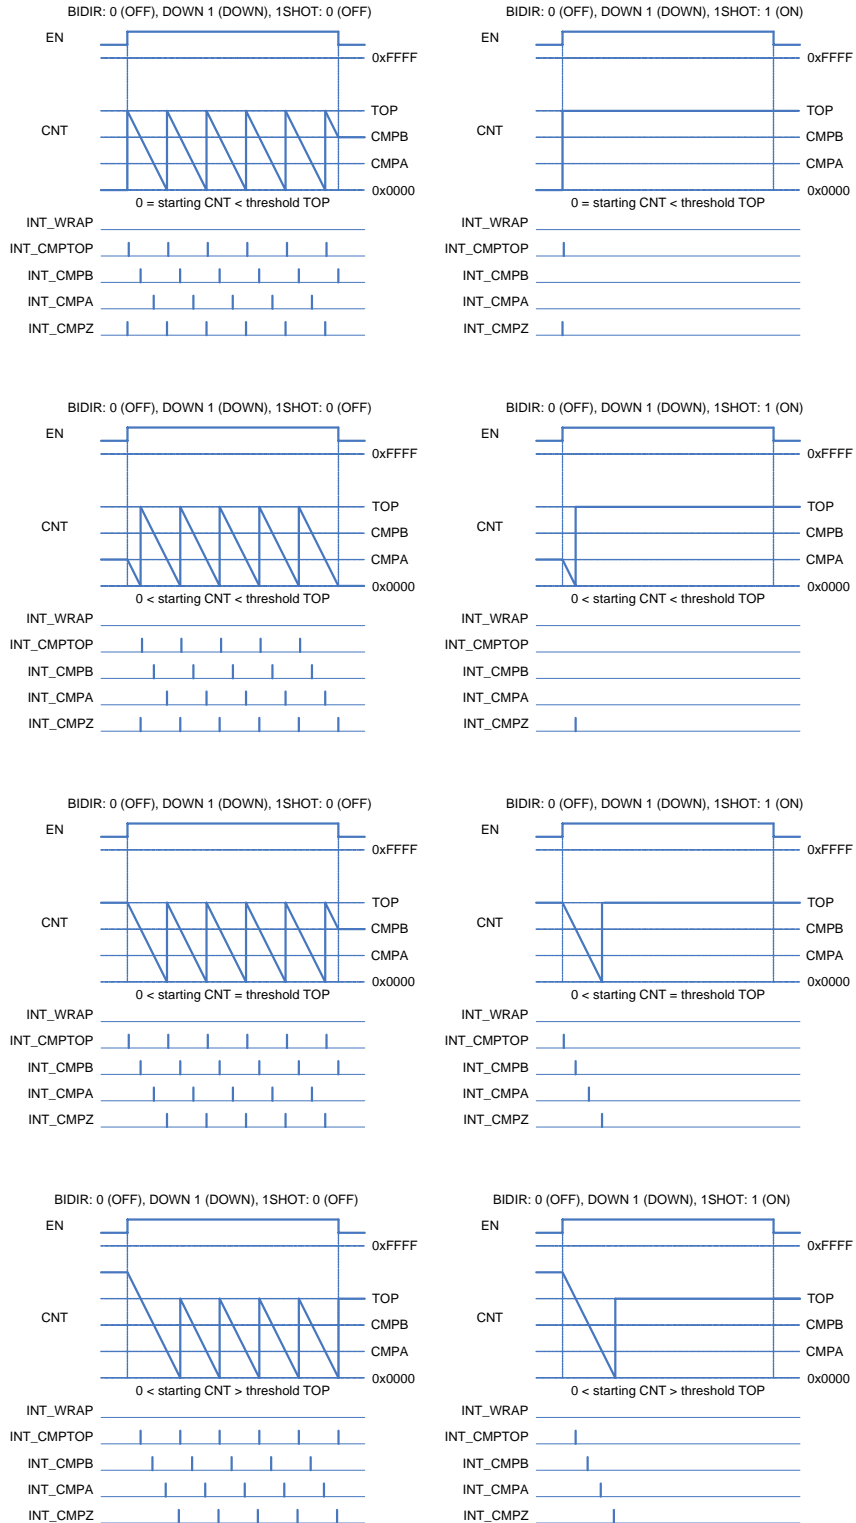 BIDIR: 0 (OFF), DOWN 1 (DOWN), 1SHOT: 0 (OFF)
EN
0xFFFF
TOP
CNT
CMPB
CMPA
0x0000
0 = starting CNT < threshold TOP
INT_WRAP
INT_CMPTOP
INT_CMPB
INT_CMPA
INT_CMPZ
BIDIR: 0 (OFF), DOWN 1 (DOWN), 1SHOT: 1 (ON)
EN
0xFFFF
TOP
CNT
CMPB
CMPA
0x0000
0 = starting CNT < threshold TOP
INT_WRAP
INT_CMPTOP
INT_CMPB
INT_CMPA
INT_CMPZ
BIDIR: 0 (OFF), DOWN 1 (DOWN), 1SHOT: 0 (OFF)
EN
0xFFFF
TOP
CNT
CMPB
CMPA
0x0000
0 < starting CNT < threshold TOP
INT_WRAP
INT_CMPTOP
INT_CMPB
INT_CMPA
INT_CMPZ
BIDIR: 0 (OFF), DOWN 1 (DOWN), 1SHOT: 1 (ON)
EN
0xFFFF
TOP
CNT
CMPB
CMPA
0x0000
0 < starting CNT < threshold TOP
INT_WRAP
INT_CMPTOP
INT_CMPB
INT_CMPA
INT_CMPZ
BIDIR: 0 (OFF), DOWN 1 (DOWN), 1SHOT: 0 (OFF)
EN
0xFFFF
TOP
CNT
CMPB
CMPA
0x0000
0 < starting CNT = threshold TOP
INT_WRAP
INT_CMPTOP
INT_CMPB
INT_CMPA
INT_CMPZ
BIDIR: 0 (OFF), DOWN 1 (DOWN), 1SHOT: 1 (ON)
EN
0xFFFF
TOP
CNT
CMPB
CMPA
0x0000
0 < starting CNT = threshold TOP
INT_WRAP
INT_CMPTOP
INT_CMPB
INT_CMPA
INT_CMPZ
BIDIR: 0 (OFF), DOWN 1 (DOWN), 1SHOT: 0 (OFF)
EN
0xFFFF
TOP
CNT
CMPB
CMPA
0x0000
0 < starting CNT > threshold TOP
INT_WRAP
INT_CMPTOP
INT_CMPB
INT_CMPA
INT_CMPZ
BIDIR: 0 (OFF), DOWN 1 (DOWN), 1SHOT: 1 (ON)
EN
0xFFFF
TOP
CNT
CMPB
CMPA
0x0000
0 < starting CNT > threshold TOP
INT_WRAP
INT_CMPTOP
INT_CMPB
INT_CMPA
INT_CMPZ